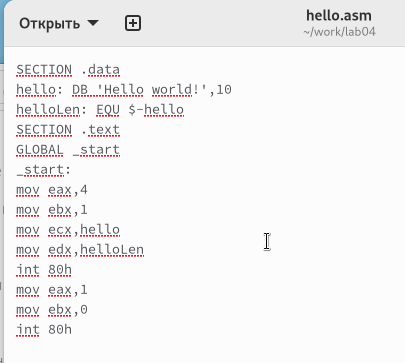 Открыть
hello.asm
~/work/lab04
SECTION .data
hello: DB 'Hello world!',10
helloLen: EQU $-hello
SECTION .text
GLOBAL _start
_start:
mov eax,4
mov ebx,1
mov ecx,hello
mov edx,helloLen
int 80h
mov eax,1
mov ebx,0
int 80h